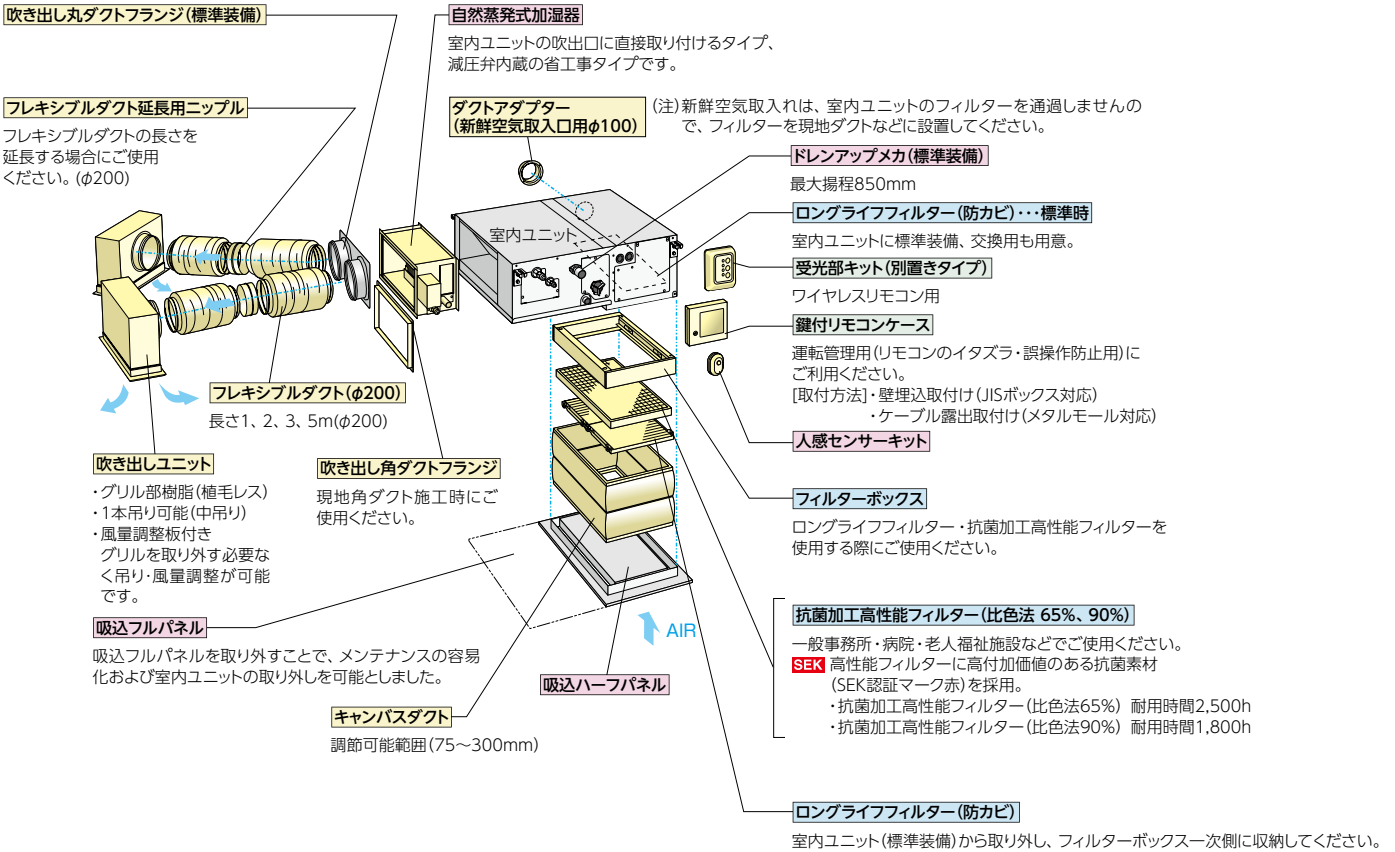 吹き出し丸ダクトフランジ(標準装備)
自然蒸発式加湿器
室内ユニットの吹出口に直接取り付けるタイプ、
減圧弁内蔵の省工事タイプです。
フレキシブルダクト延長用ニップル
フレキシブルダクトの長さを
延長する場合にご使用
ください。(φ200)
ダクトアダプター
(新鮮空気取入口用φ100)
(注)新鮮空気取入れは、室内ユニットのフィルターを通過しませんの
で、フィルターを現地ダクトなどに設置してください。
ドレンアップメカ(標準装備)
最大揚程850mm
ロングライフフィルター(防カビ)・・・標準時
室内ユニットに標準装備、交換用も用意。
室内ユニット
受光部キット(別置きタイプ)
ワイヤレスリモコン用
鍵付リモコンケース
運転管理用(リモコンのイタズラ・誤操作防止用)に
ご利用ください。
[取付方法]・壁埋込取付け(JISボックス対応)
・ケーブル露出取付け(メタルモール対応)
人感センサーキット
フレキシブルダクト(φ200)
長さ1、2、3、5m(φ200)
吹き出しユニット
・グリル部樹脂(植毛レス)
・1本吊り可能(中吊り)
・風量調整板付き
グリルを取り外す必要な
く吊り・風量調整が可能
です。
吹き出し角ダクトフランジ
現地角ダクト施工時にご
使用ください。
フィルターボックス
ロングライフフィルター・抗菌加工高性能フィルターを
使用する際にご使用ください。
吸込フルパネル
吸込フルパネルを取り外すことで、メンテナンスの容易
化および室内ユニットの取り外しを可能としました。
AIR
吸込ハーフパネル
キャンバスダクト
調節可能範囲(75〜300mm)
抗菌加工高性能フィルター(比色法 65%、90%)
一般事務所・病院・老人福祉施設などでご使用ください。
SEK 高性能フィルターに高付加価値のある抗菌素材
(SEK認証マーク赤)を採用。
・抗菌加工高性能フィルター(比色法65%) 耐用時間2,500h
・抗菌加工高性能フィルター(比色法90%) 耐用時間1,800h
ロングライフフィルター(防カビ)
室内ユニット(標準装備)から取り外し、フィルターボックス一次側に収納してください。